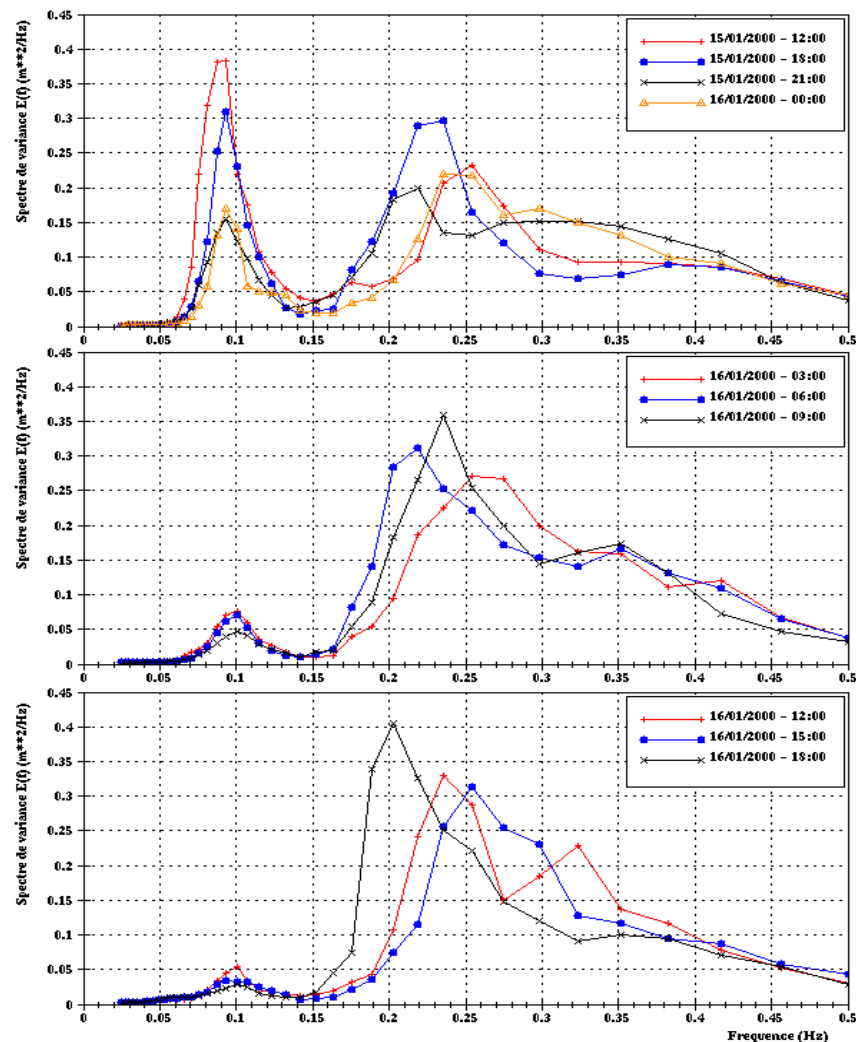 Spectre de variance E(f) (m**2/Hz)
0.45
0.4
0.35
0.3
0.25
0.2
0.15
0.1
0.05
0
15/01/2000 – 12:00
15/01/2000 – 18:00
15/01/2000 – 21:00
16/01/2000 – 00:00
0 0.05 0.1 0.15 0.2 0.25 0.3 0.35 0.4 0.45 0.5
Spectre de variance E(f) (m**2/Hz)
0.45
0.4
0.35
0.3
0.25
0.2
0.15
0.1
0.05
0
16/01/2000 – 03:00
16/01/2000 – 06:00
16/01/2000 – 09:00
0 0.05 0.1 0.15 0.2 0.25 0.3 0.35 0.4 0.45 0.5
Spectre de variance E(f) (m**2/Hz)
0.45
0.4
0.35
0.3
0.25
0.2
0.15
0.1
0.05
0
16/01/2000 – 12:00
16/01/2000 – 15:00
16/01/2000 – 18:00
0 0.05 0.1 0.15 0.2 0.25 0.3 0.35 0.4 0.45 0.5
Frequence (Hz)